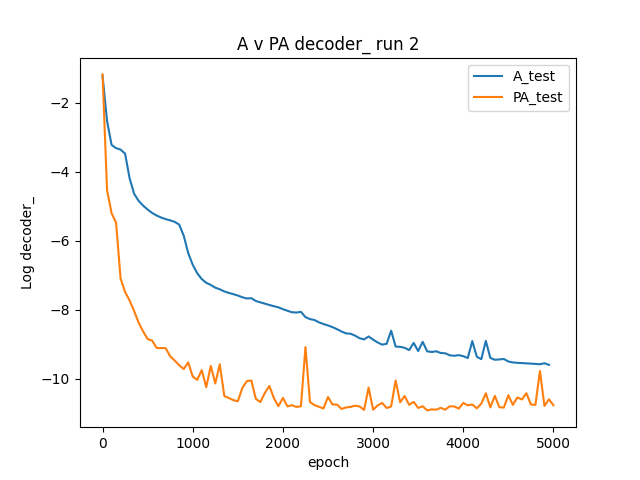 A v PA decoder_ run 2
A_test
PA_test
Log decoder_
−2
−4
−6
−8
−10
0
1000
2000
3000
4000
5000
epoch